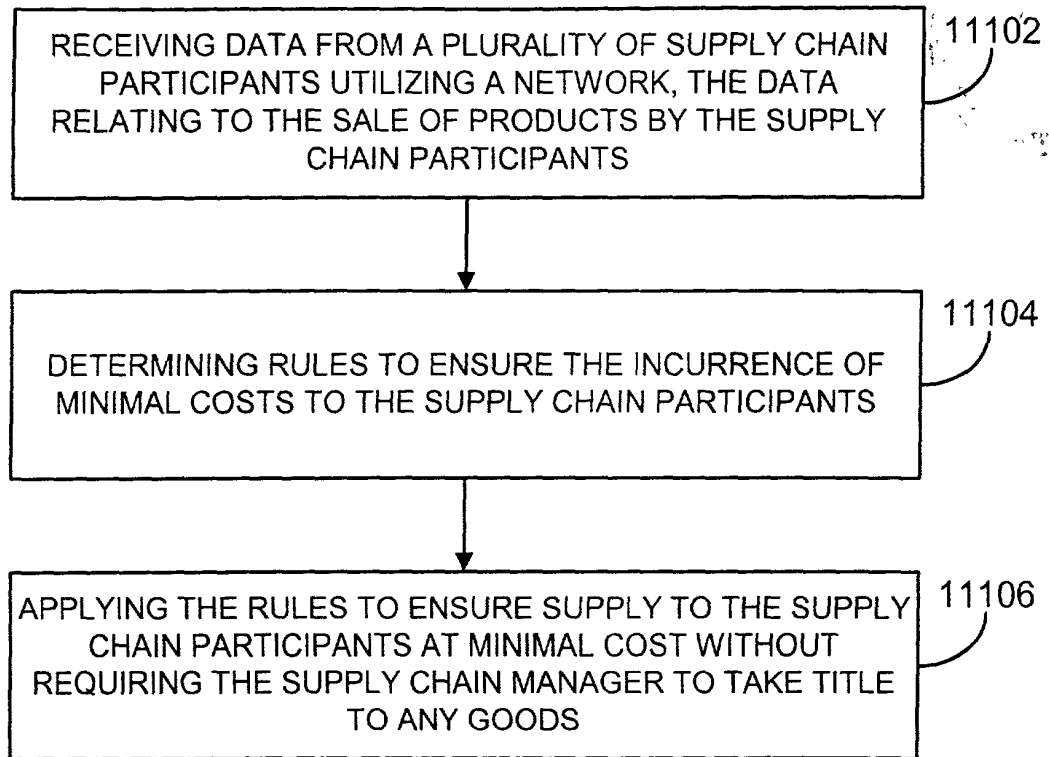 RECEIVING DATA FROM A PLURALITY OF SUPPLY CHAIN
PARTICIPANTS UTILIZING A NETWORK, THE DATA
RELATING TO THE SALE OF PRODUCTS BY THE SUPPLY
CHAIN PARTICIPANTS
11102
DETERMINING RULES TO ENSURE THE INCURRENCE OF
MINIMAL COSTS TO THE SUPPLY CHAIN PARTICIPANTS
11104
APPLYING THE RULES TO ENSURE SUPPLY TO THE SUPPLY
CHAIN PARTICIPANTS AT MINIMAL COST WITHOUT
REQUIRING THE SUPPLY CHAIN MANAGER TO TAKE TITLE
TO ANY GOODS
11106